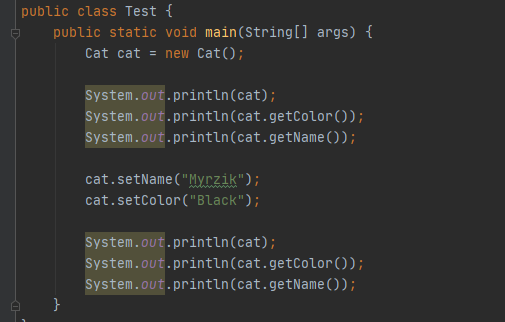 public class Test {
public static void main(String[] args) {
Cat cat = new Cat();
System.out.println(cat);
System.out.println(cat.getColor());
System.out.println(cat.getName());
cat.setName("Myrzik");
cat.setColor("Black");
System.out.println(cat);
System.out.println(cat.getColor());
System.out.println(cat.getName());
}
}